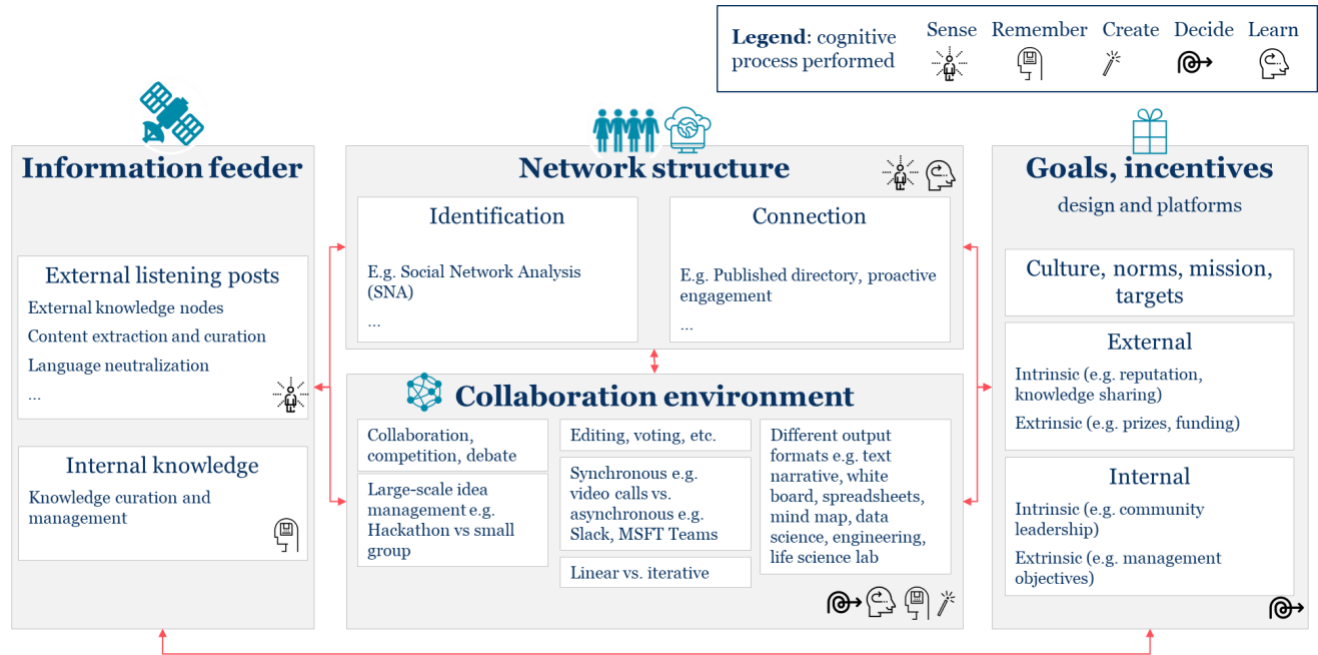 Legend: cognitive
process performed
Sense
Remember
Create
Decide
Learn
Information feeder
External listening posts
External knowledge nodes
Content extraction and curation
Language neutralization
...
Internal knowledge
Knowledge curation and
management
Network structure
Identification
E.g. Social Network Analysis
(SNA)
...
Connection
E.g. Published directory, proactive
engagement
...
Collaboration environment
Collaboration,
competition, debate
Large-scale idea
management e.g.
Hackathon vs small
group
Editing, voting, etc.
Synchronous e.g.
video calls vs.
asynchronous e.g.
Slack, MSFT Teams
Linear vs. iterative
Different output
formats e.g. text
narrative, white
board, spreadsheets,
mind map, data
science, engineering,
life science lab
Goals, incentives
design and platforms
Culture, norms, mission,
targets
External
Intrinsic (e.g. reputation,
knowledge sharing)
Extrinsic (e.g. prizes, funding)
Internal
Intrinsic (e.g. community
leadership)
Extrinsic (e.g. management
objectives)